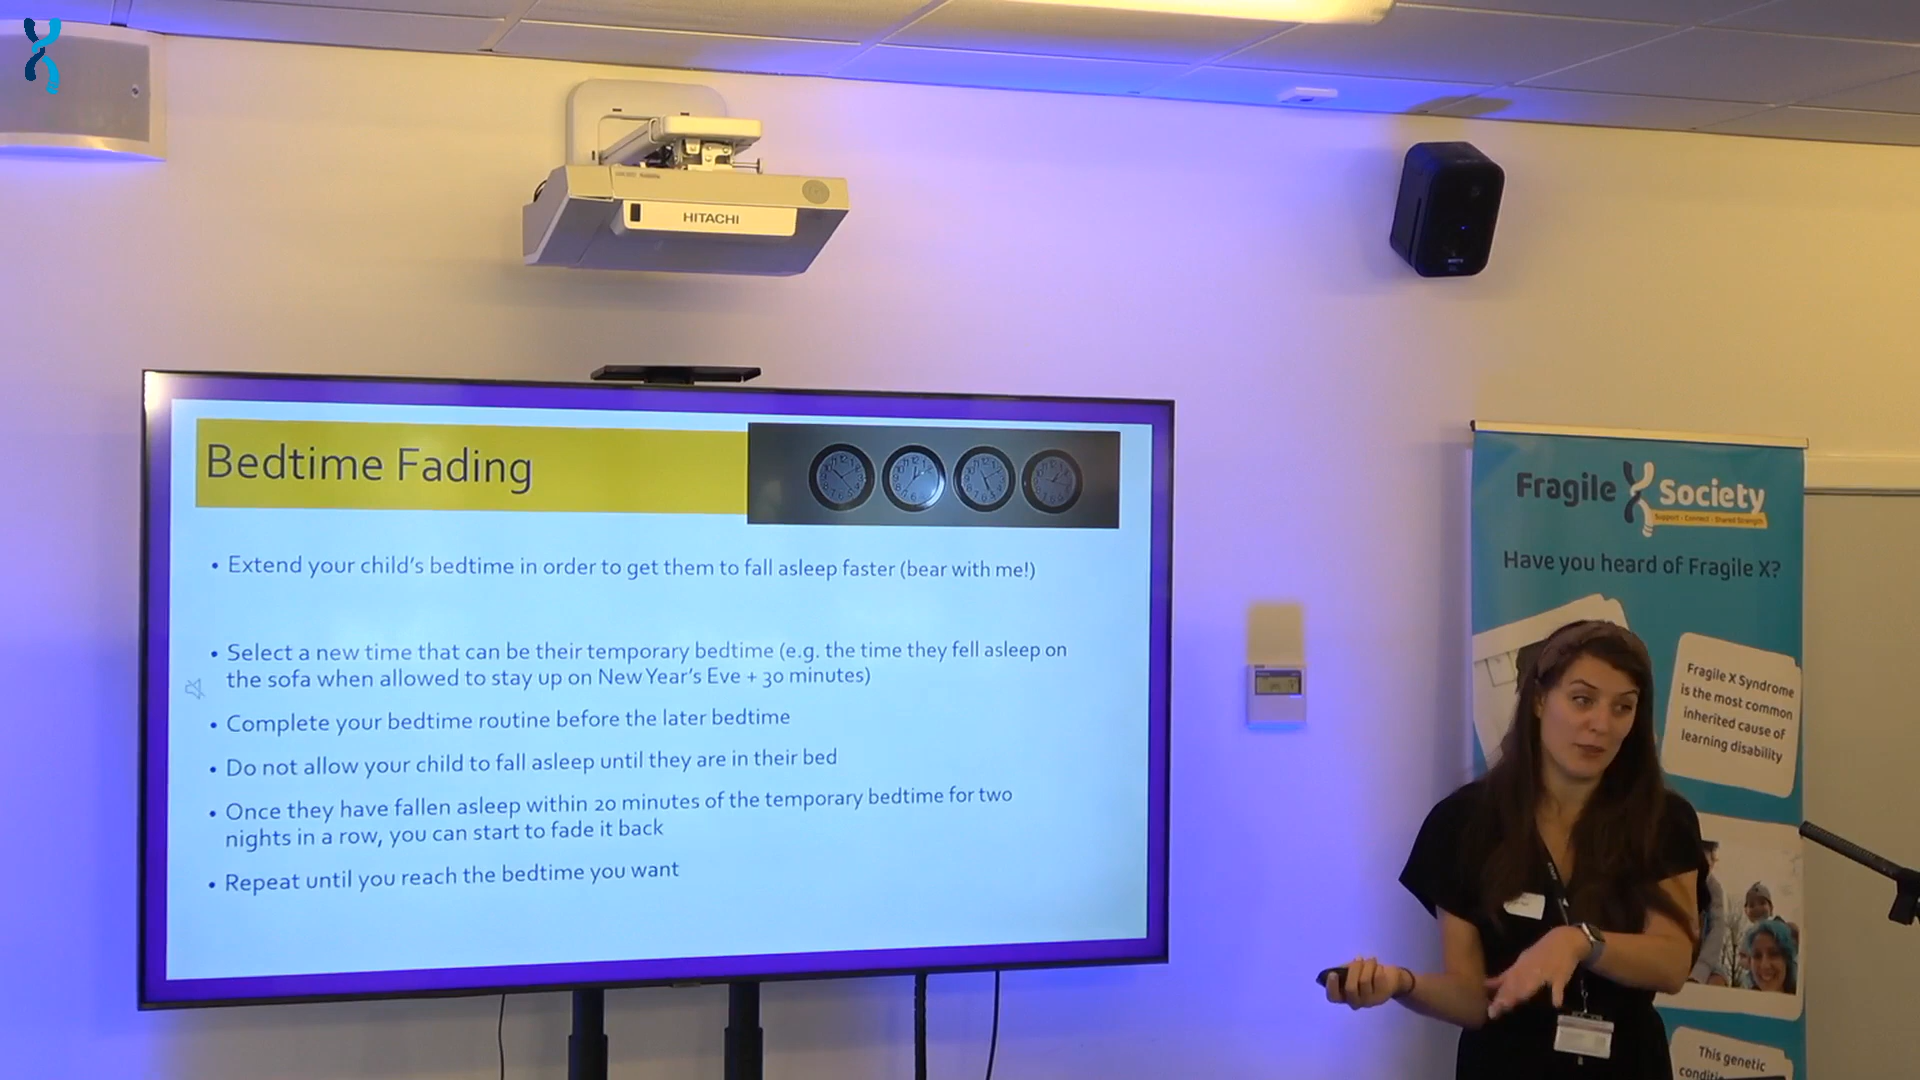 HITACHI
Bedtime Fading
• Extend your child's bedtime in order to get them to fall asleep faster (bear with me!)
• Select a new time that can be their temporary bedtime (e.g. the time they fell asleep on
the sofa when allowed to stay up on New Year's Eve + 30 minutes)
• Complete your bedtime routine before the later bedtime
• Do not allow your child to fall asleep until they are in their bed
• Once they have fallen asleep within 20 minutes of the temporary bedtime for two
nights in a row, you can start to fade it back
• Repeat until you reach the bedtime you want
Fragile X Society
Support - Connect - Shared Strength
Have you heard of Fragile X?
Fragile X Syndrome
is the most common
inherited cause of
learning disability
This genetic